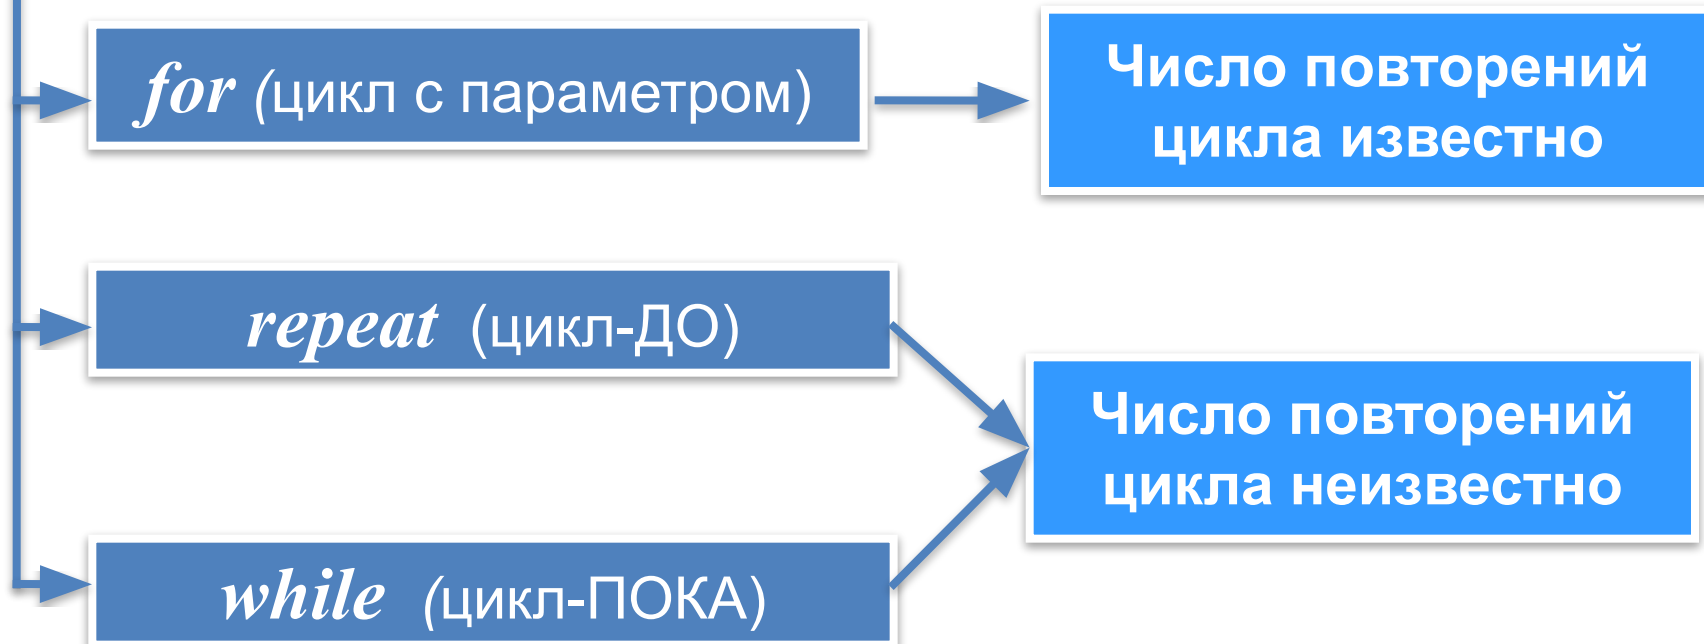 for (цикл с параметром)
Число повторений
цикла известно
repeat (цикл-ДО)
Число повторений
цикла неизвестно
while (цикл-ПОКА)